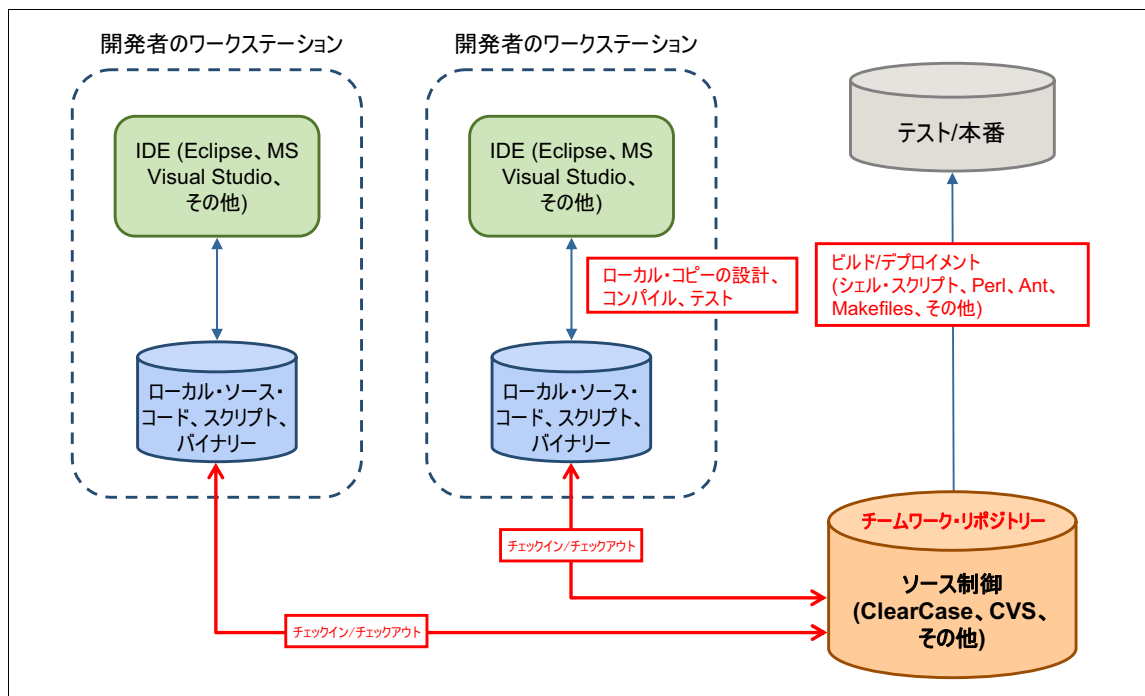 開発者のワークステーション
開発者のワークステーション
IDE (Eclipse、MS
Visual Studio、
その他)
IDE (Eclipse、MS
Visual Studio、
その他)
テスト/本番
ローカル・コピーの設計、
コンパイル、テスト
ビルド/デプロイメント
(シェル・スクリプト、Perl、Ant、
Makefiles、その他)
ローカル・ソース・
コード、スクリプト、
バイナリー
ローカル・ソース・
コード、スクリプト、
バイナリー
チェックイン/チェックアウト
チェックイン/チェックアウト
チームワーク・リポジトリー
ソース制御
(ClearCase、CVS、
その他)